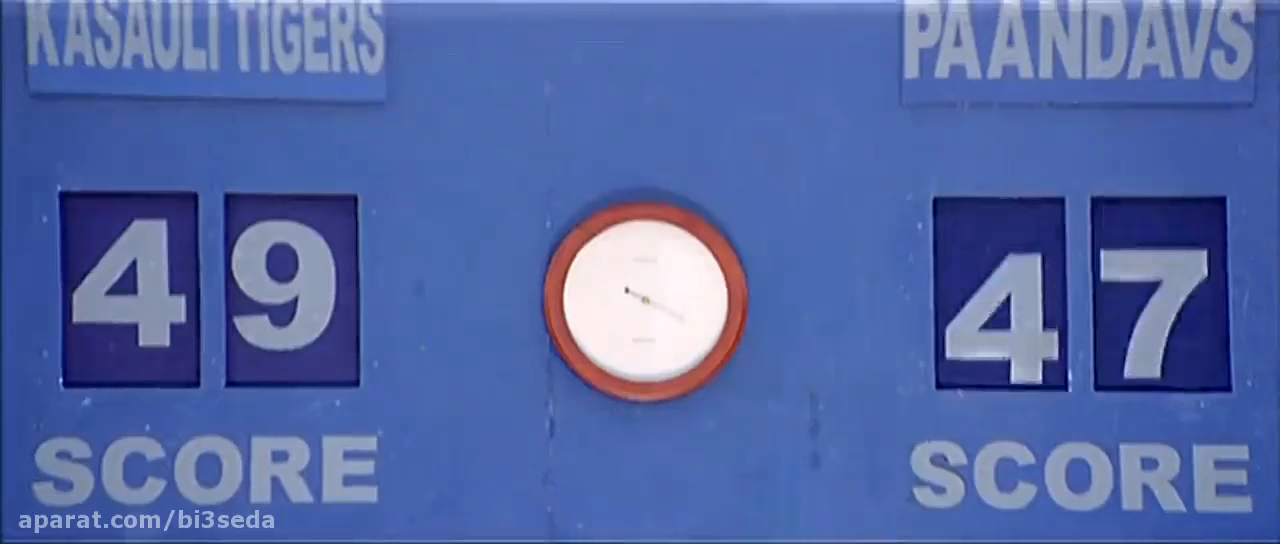 KASAULI TIGERS
PAANDAVS
49
47
SCORE
SCORE
aparat.com/bi3seda